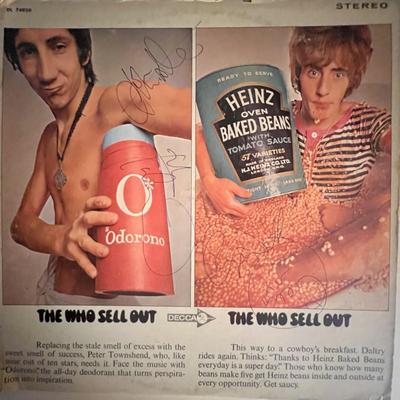 DL 74950
STEREO
READY TO SERVE
HEINZ
OVEN
BAKED BEANS
WITH
TOMATO SAUCE
57 VARIETIES
H.J. HEINZ CO. LTD.
O
Odorono
THE WHO SELL OUT
DECCA
THE WHO SELL OUT
Replacing the stale smell of excess with the
sweet smell of success, Peter Townshend, who, like
nine out of ten stars, needs it. Face the music with
"Odorono," the all-day deodorant that turns perspira-
tion into inspiration.
This way to a cowboy's breakfast. Daltry
rides again. Thinks: "Thanks to Heinz Baked Beans
everyday is a super day." Those who know how many
beans make five get Heinz beans inside and outside at
every opportunity. Get saucy.